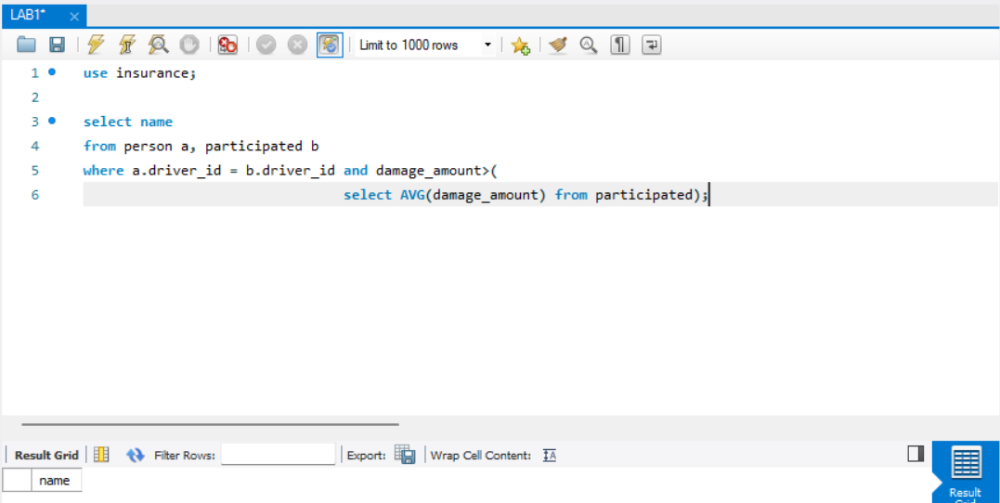 LAB1*
Limit to 1000 rows
1 use insurance;
2
3 select name
4 from person a, participated b
5 where a.driver_id = b.driver_id and damage_amount>(
6 select AVG(damage_amount) from participated);
Result Grid Filter Rows: Export: Wrap Cell Content: IA
name
Result
Grid